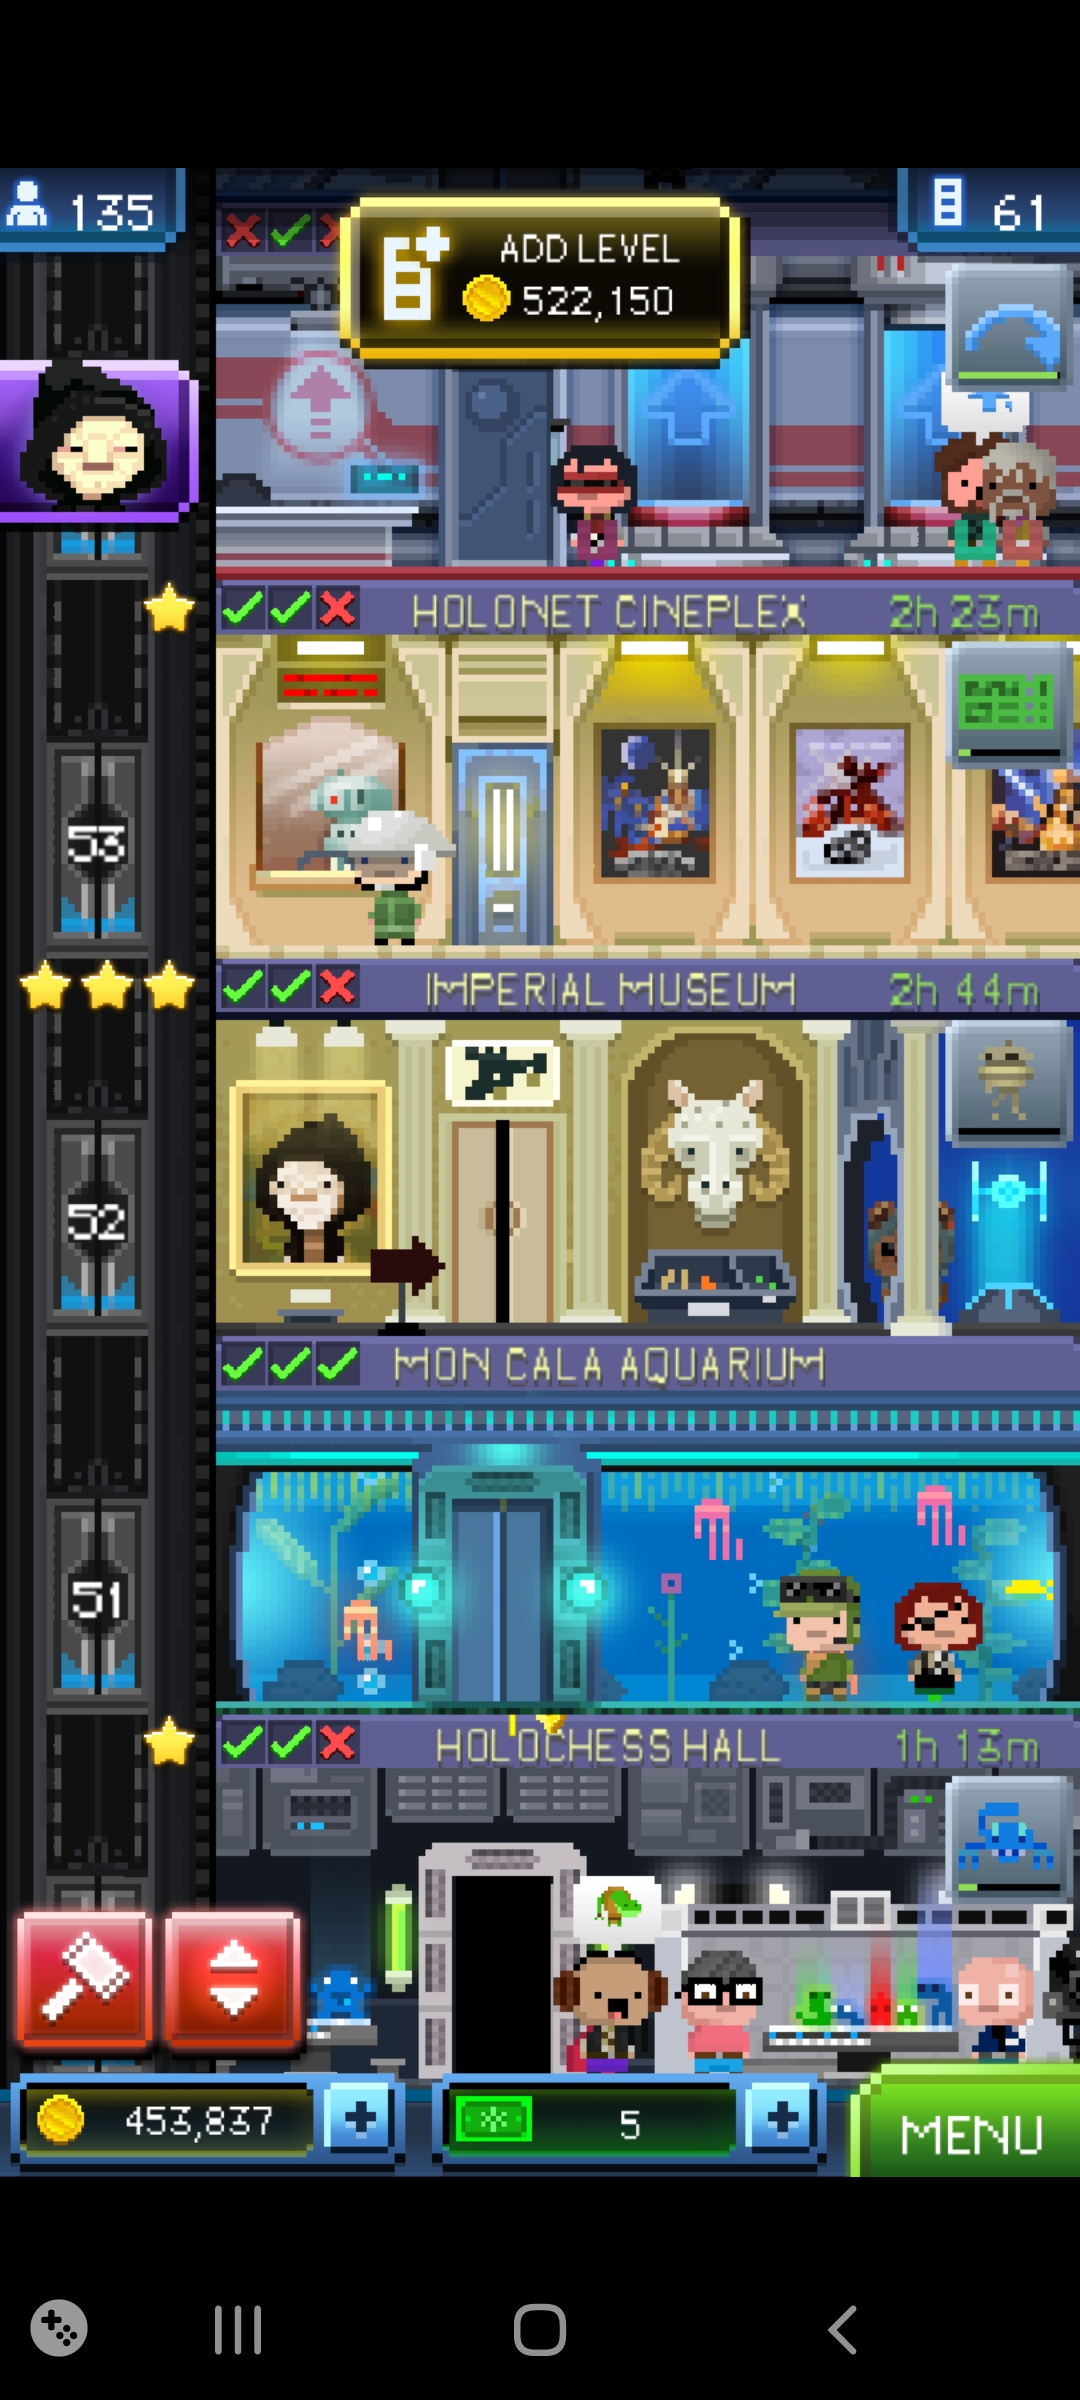 135
ADD LEVEL
522,150
61
HOLONET CINEPLEX 2h 23m
53
IMPERIAL MUSEUM 2h 44m
52
MON CALA AQUARIUM
51
HOLOCHESS HALL 1h 13m
453,837
5
MENU